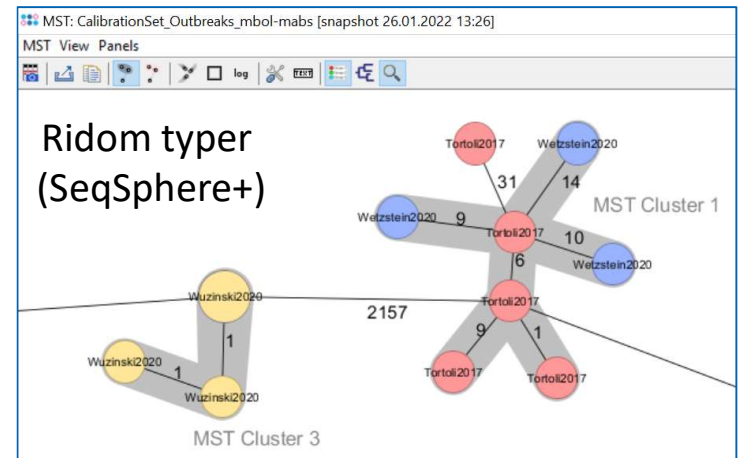 MST: CalibrationSet_Outbreaks_mbol-mabs [snapshot 26.01.2022 13:26]
MST View Panels
log TEXT
Ridom typer
(SeqSphere+)
Tortoli2017 Wetzstein2020
31 14
MST Cluster 1
Wetzstein2020 9 Tortoli2017 10
6 Wetzstein2020
Wuzinski2020 Tortoli2017
2157
1 9 1
Wuzinski2020 1
Tortoli2017 Tortoli2017
Wuzinski2020
MST Cluster 3